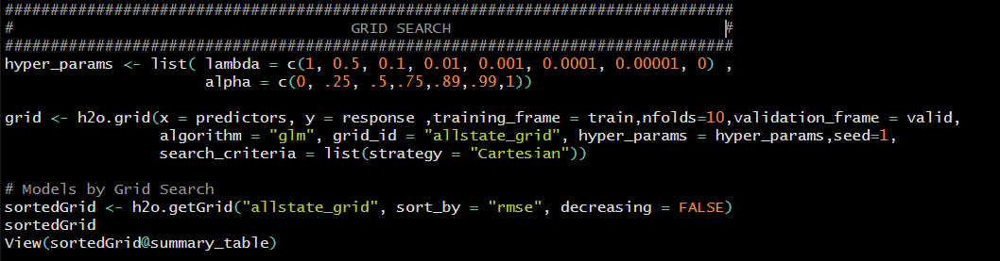 ################################################################################
# GRID SEARCH #
################################################################################
hyper_params <- list( lambda = c(1, 0.5, 0.1, 0.01, 0.001, 0.0001, 0.00001, 0) ,
alpha = c(0, .25, .5,.75,.89,.99,1))
grid <- h2o.grid(x = predictors, y = response ,training_frame = train,nfolds=10,validation_frame = valid,
algorithm = "glm", grid_id = "allstate_grid", hyper_params = hyper_params,seed=1,
search_criteria = list(strategy = "Cartesian"))
# Models by Grid Search
sortedGrid <- h2o.getGrid("allstate_grid", sort_by = "rmse", decreasing = FALSE)
sortedGrid
View(sortedGrid@summary_table)